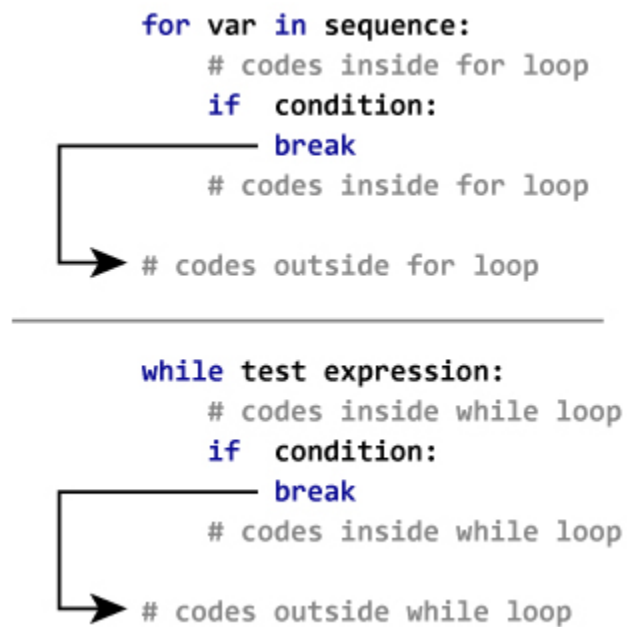 for var in sequence:
# codes inside for loop
if condition:
break
# codes inside for loop
# codes outside for loop
while test expression:
# codes inside while loop
if condition:
break
# codes inside while loop
# codes outside while loop